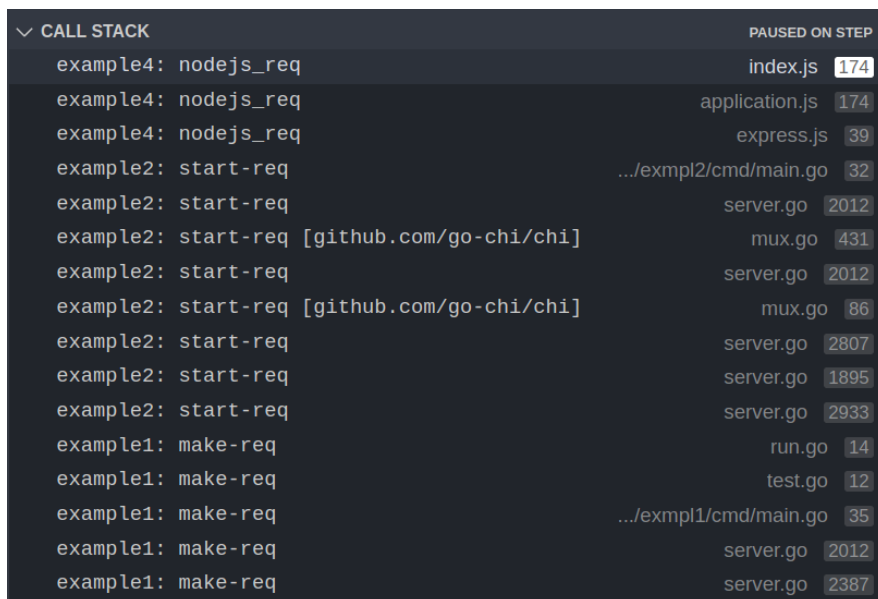 CALL STACK PAUSED ON STEP
example4: nodejs_req index.js 174
example4: nodejs_req application.js 174
example4: nodejs_req express.js 39
example2: start-req .../exmpl2/cmd/main.go 32
example2: start-req server.go 2012
example2: start-req [github.com/go-chi/chi] mux.go 431
example2: start-req server.go 2012
example2: start-req [github.com/go-chi/chi] mux.go 86
example2: start-req server.go 2807
example2: start-req server.go 1895
example2: start-req server.go 2933
example1: make-req run.go 14
example1: make-req test.go 12
example1: make-req .../exmpl1/cmd/main.go 35
example1: make-req server.go 2012
example1: make-req server.go 2387